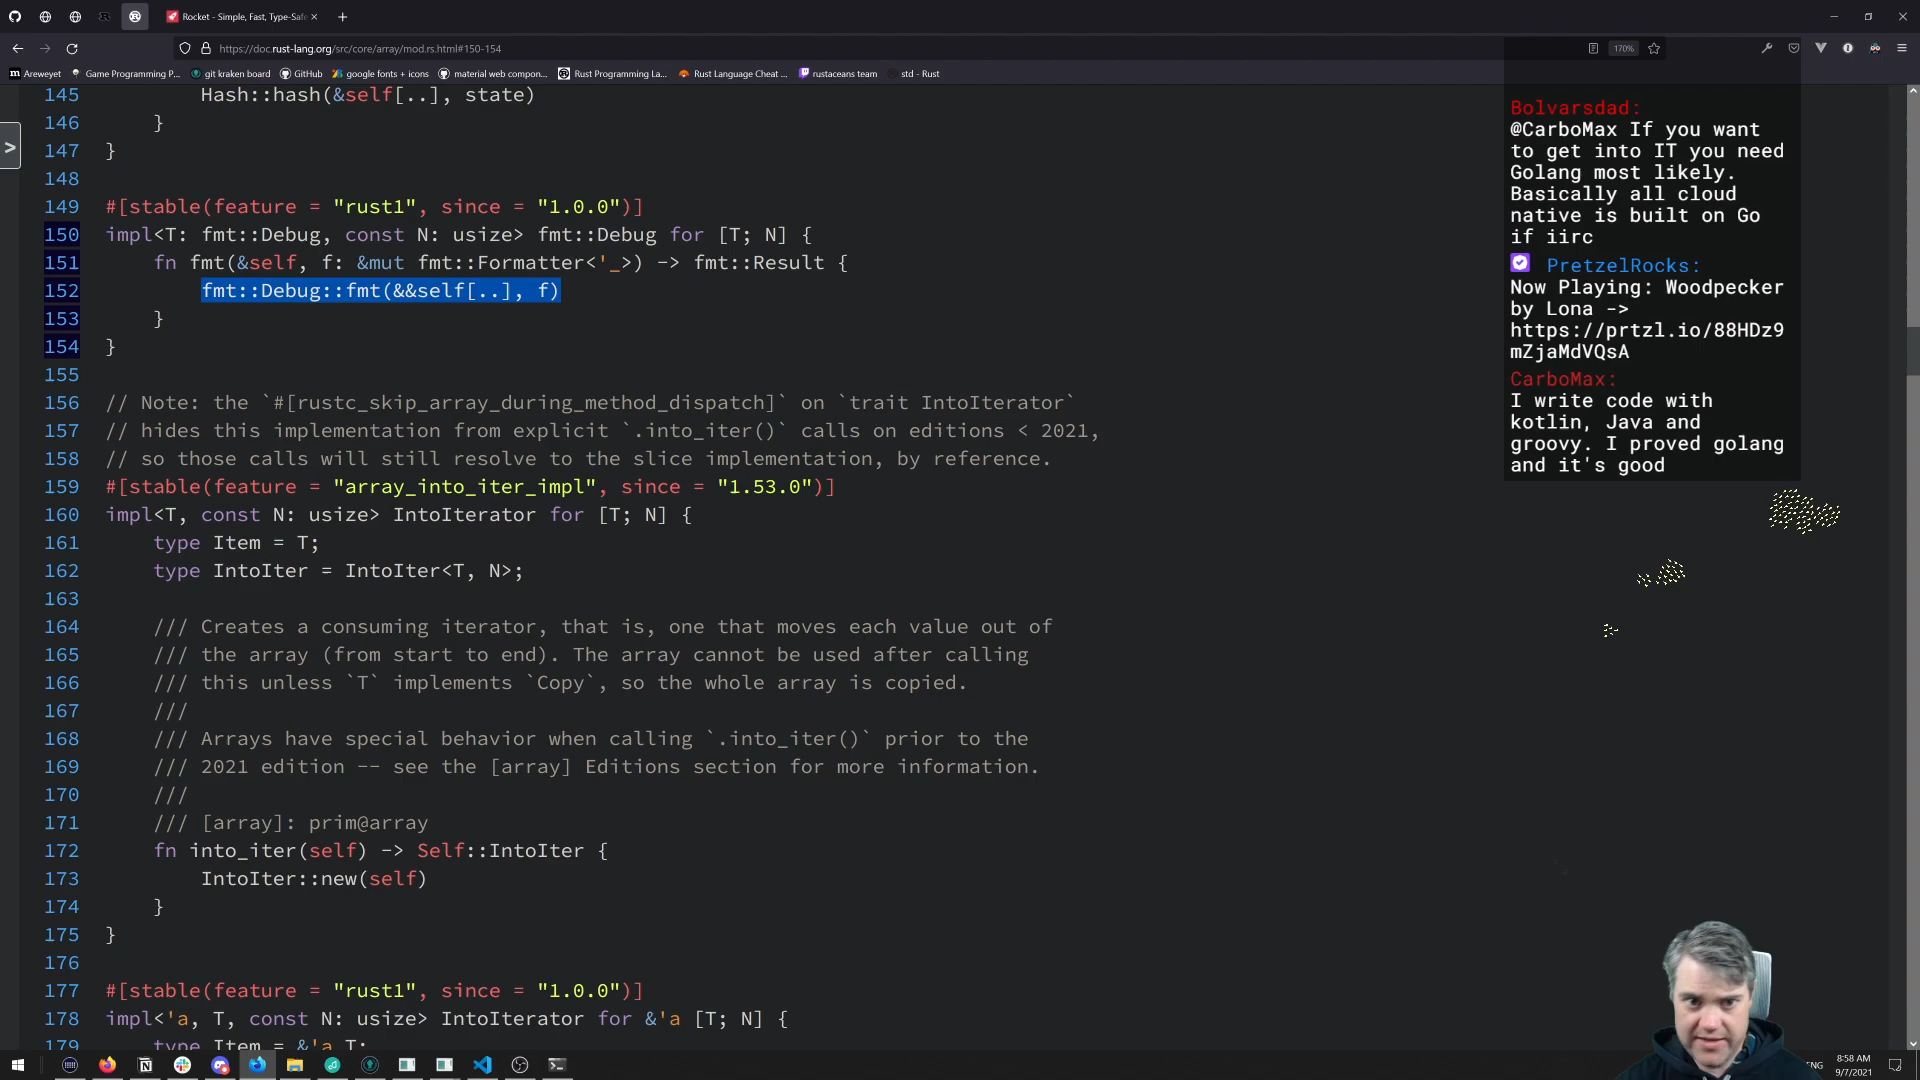 Rocket - Simple, Fast, Type-Safe
https://doc.rust-lang.org/src/core/array/mod.rs.html#150-154
170%
Areweyet
Game Programming P...
git kraken board
GitHub
google fonts + icons
material web compon...
Rust Programming La...
Rust Language Cheat ...
rustaceans team
std - Rust
145 Hash::hash(&self[..], state)
146 }
147 }
148
149 #[stable(feature = "rust1", since = "1.0.0")]
150 impl<T: fmt::Debug, const N: usize> fmt::Debug for [T; N] {
151 fn fmt(&self, f: &mut fmt::Formatter<'_>) -> fmt::Result {
152 fmt::Debug::fmt(&&self[..], f)
153 }
154 }
155
156 // Note: the `#[rustc_skip_array_during_method_dispatch]` on `trait IntoIterator`
157 // hides this implementation from explicit `.into_iter()` calls on editions < 2021,
158 // so those calls will still resolve to the slice implementation, by reference.
159 #[stable(feature = "array_into_iter_impl", since = "1.53.0")]
160 impl<T, const N: usize> IntoIterator for [T; N] {
161 type Item = T;
162 type IntoIter = IntoIter<T, N>;
163
164 /// Creates a consuming iterator, that is, one that moves each value out of
165 /// the array (from start to end). The array cannot be used after calling
166 /// this unless `T` implements `Copy`, so the whole array is copied.
167 ///
168 /// Arrays have special behavior when calling `.into_iter()` prior to the
169 /// 2021 edition -- see the [array] Editions section for more information.
170 ///
171 /// [array]: prim@array
172 fn into_iter(self) -> Self::IntoIter {
173 IntoIter::new(self)
174 }
175 }
176
177 #[stable(feature = "rust1", since = "1.0.0")]
178 impl<'a, T, const N: usize> IntoIterator for &'a [T; N] {
179 type Item = &'a T;
Bolvarsdad:
@CarboMax If you want
to get into IT you need
Golang most likely.
Basically all cloud
native is built on Go
if iirc
PretzelRocks:
Now Playing: Woodpecker
by Lona ->
https://prtzl.io/88HDz9
mZjaMdVQsA
CarboMax:
I write code with
kotlin, Java and
groovy. I proved golang
and it's good
8:58 AM
9/7/2021